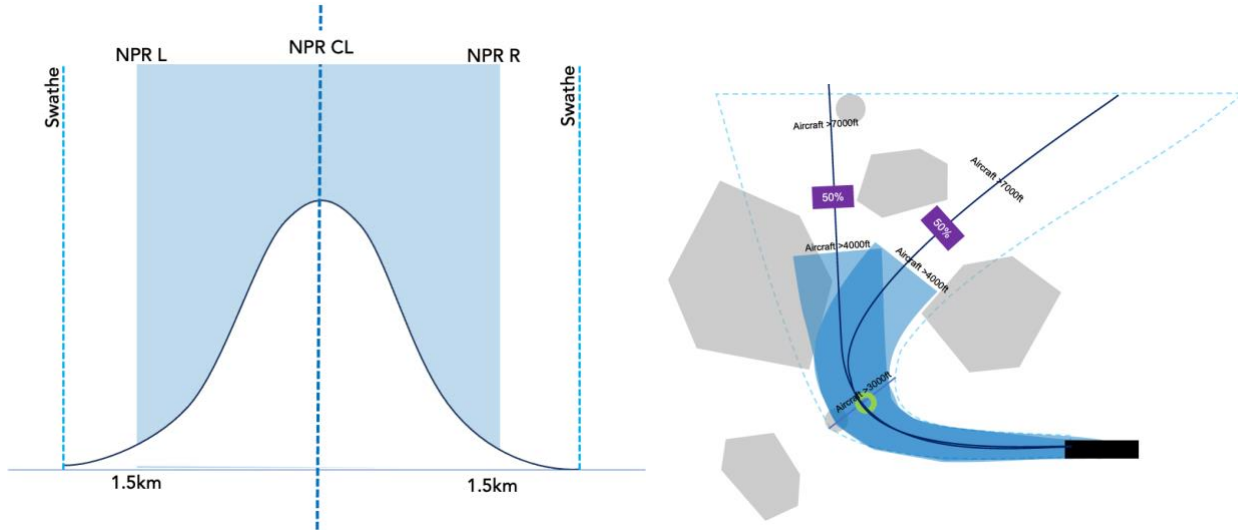 NPR L
NPR CL
NPR R
Swathe
Swathe
1.5km
1.5km
Aircraft >7000ft
Aircraft >7000ft
50%
50%
Aircraft >4000ft
Aircraft >4000ft
Aircraft >3000ft